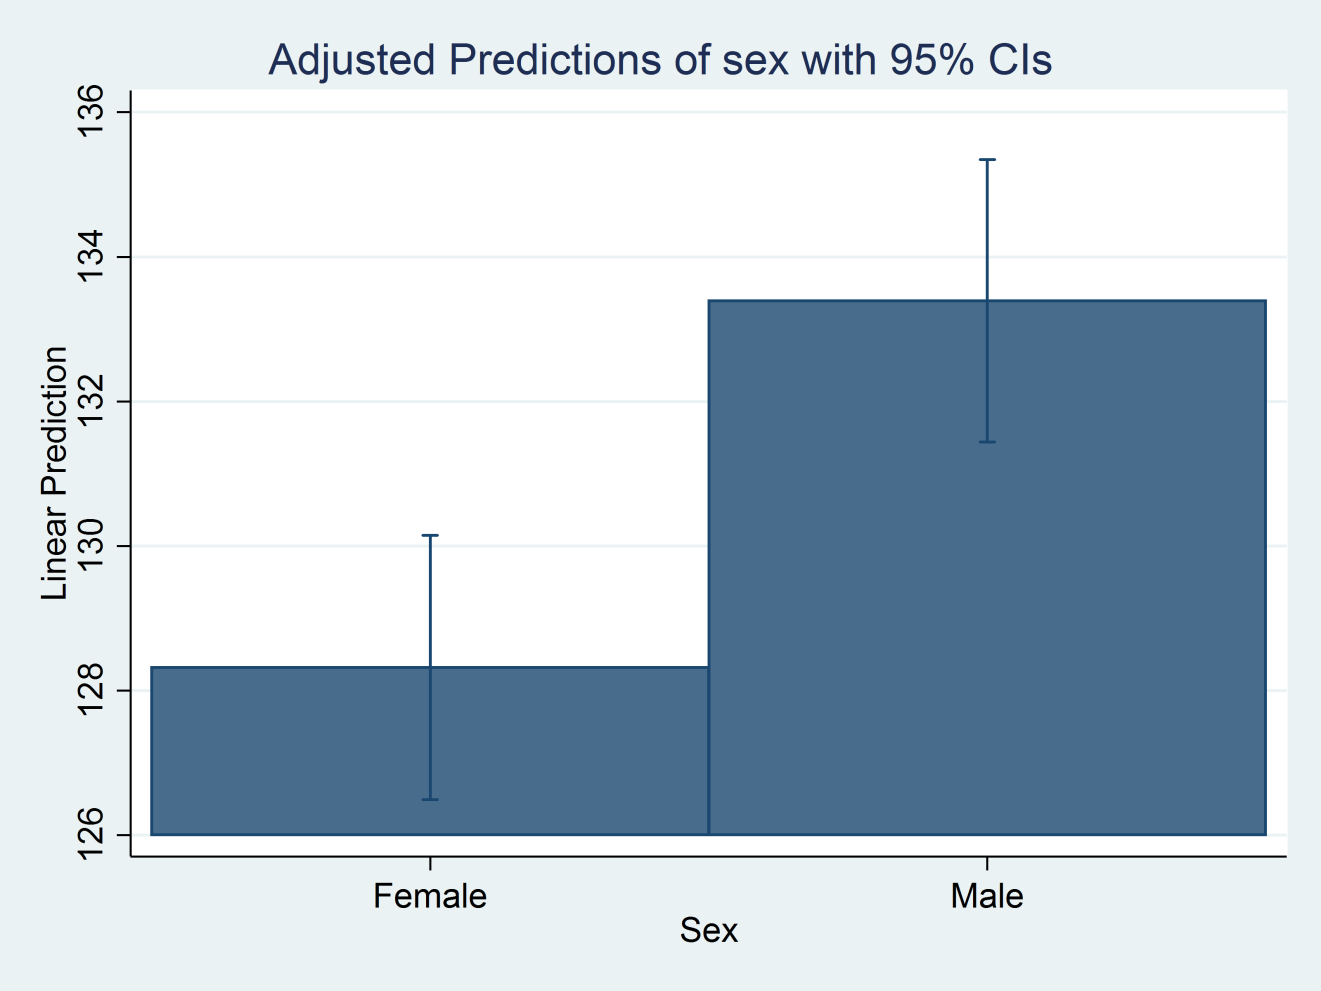 Adjusted Predictions of sex with 95% CIs
136
134
132
130
128
126
Linear Prediction
Female
Male
Sex